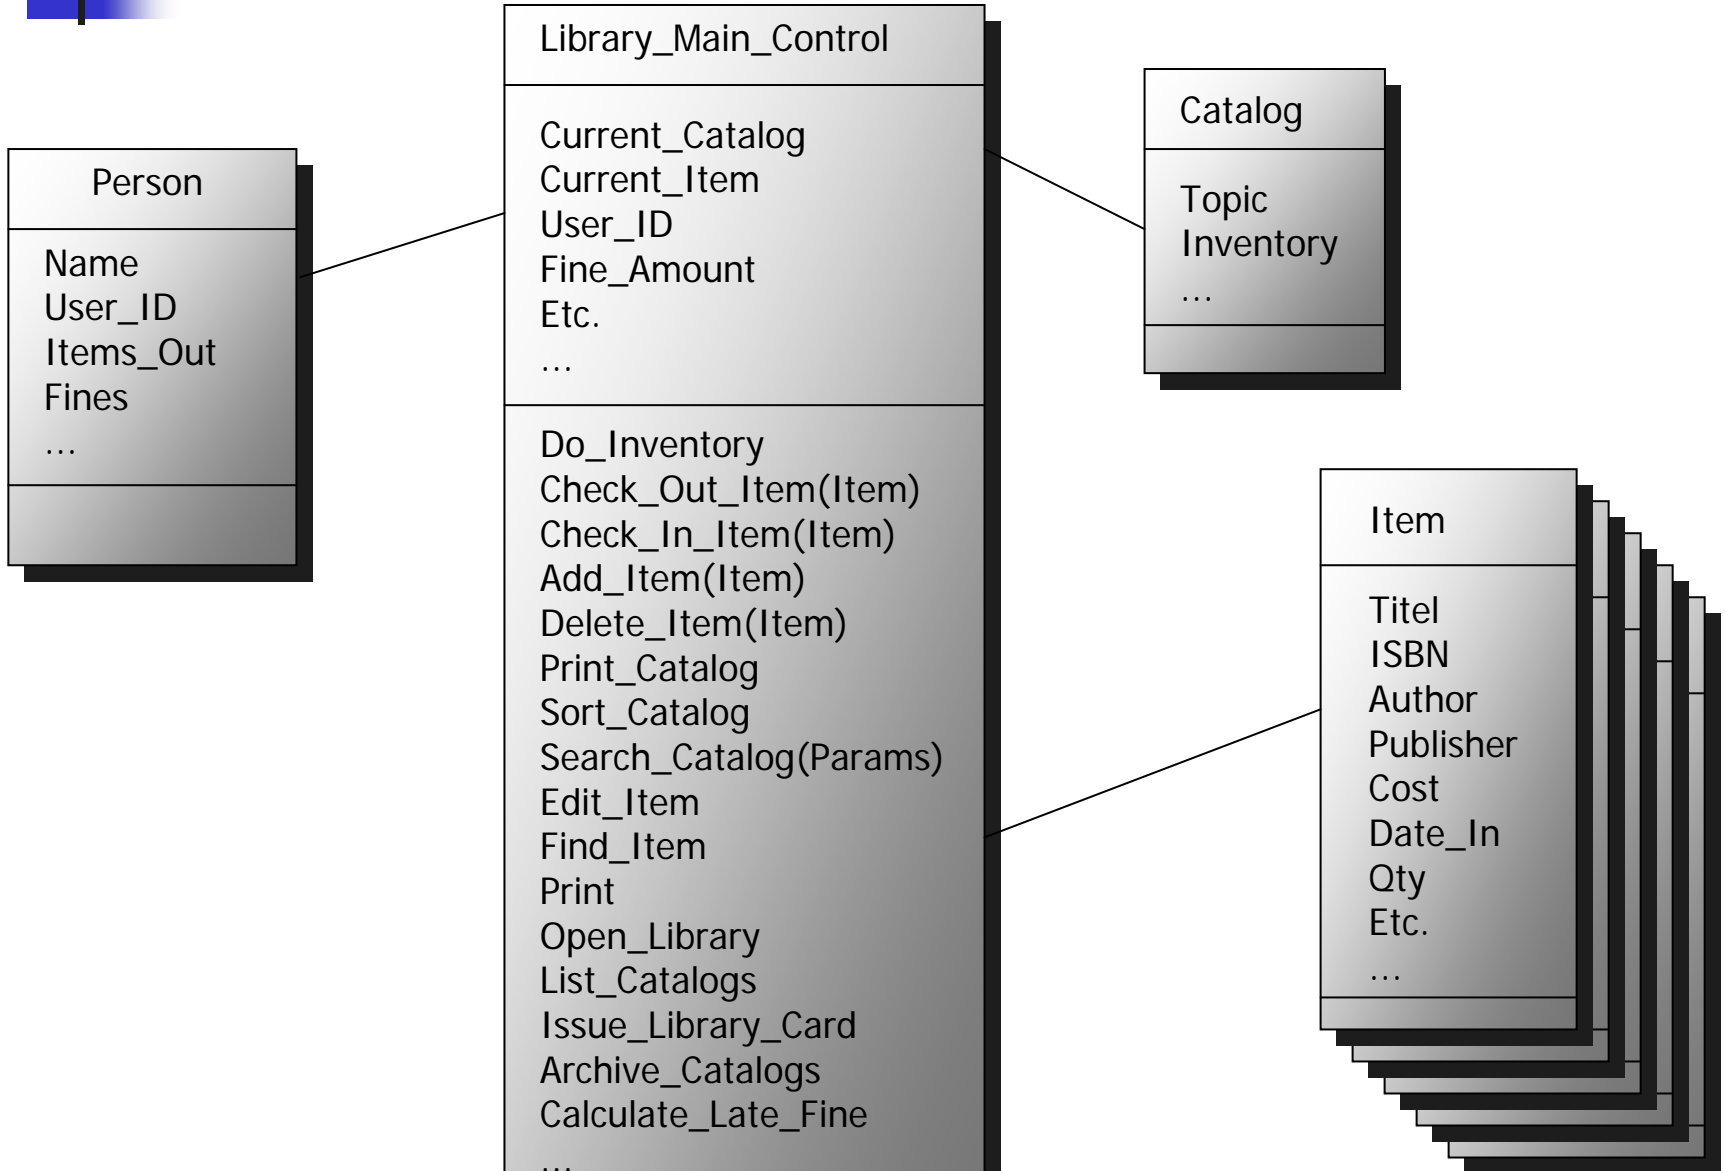 Library_Main_Control
Current_Catalog
Current_Item
User_ID
Fine_Amount
Etc.
...
Do_Inventory
Check_Out_Item(Item)
Check_In_Item(Item)
Add_Item(Item)
Delete_Item(Item)
Print_Catalog
Sort_Catalog
Search_Catalog(Params)
Edit_Item
Find_Item
Print
Open_Library
List_Catalogs
Issue_Library_Card
Archive_Catalogs
Calculate_Late_Fine
...
Person
Name
User_ID
Items_Out
Fines
...
Catalog
Topic
Inventory
...
Item
Titel
ISBN
Author
Publisher
Cost
Date_In
Qty
Etc.
...